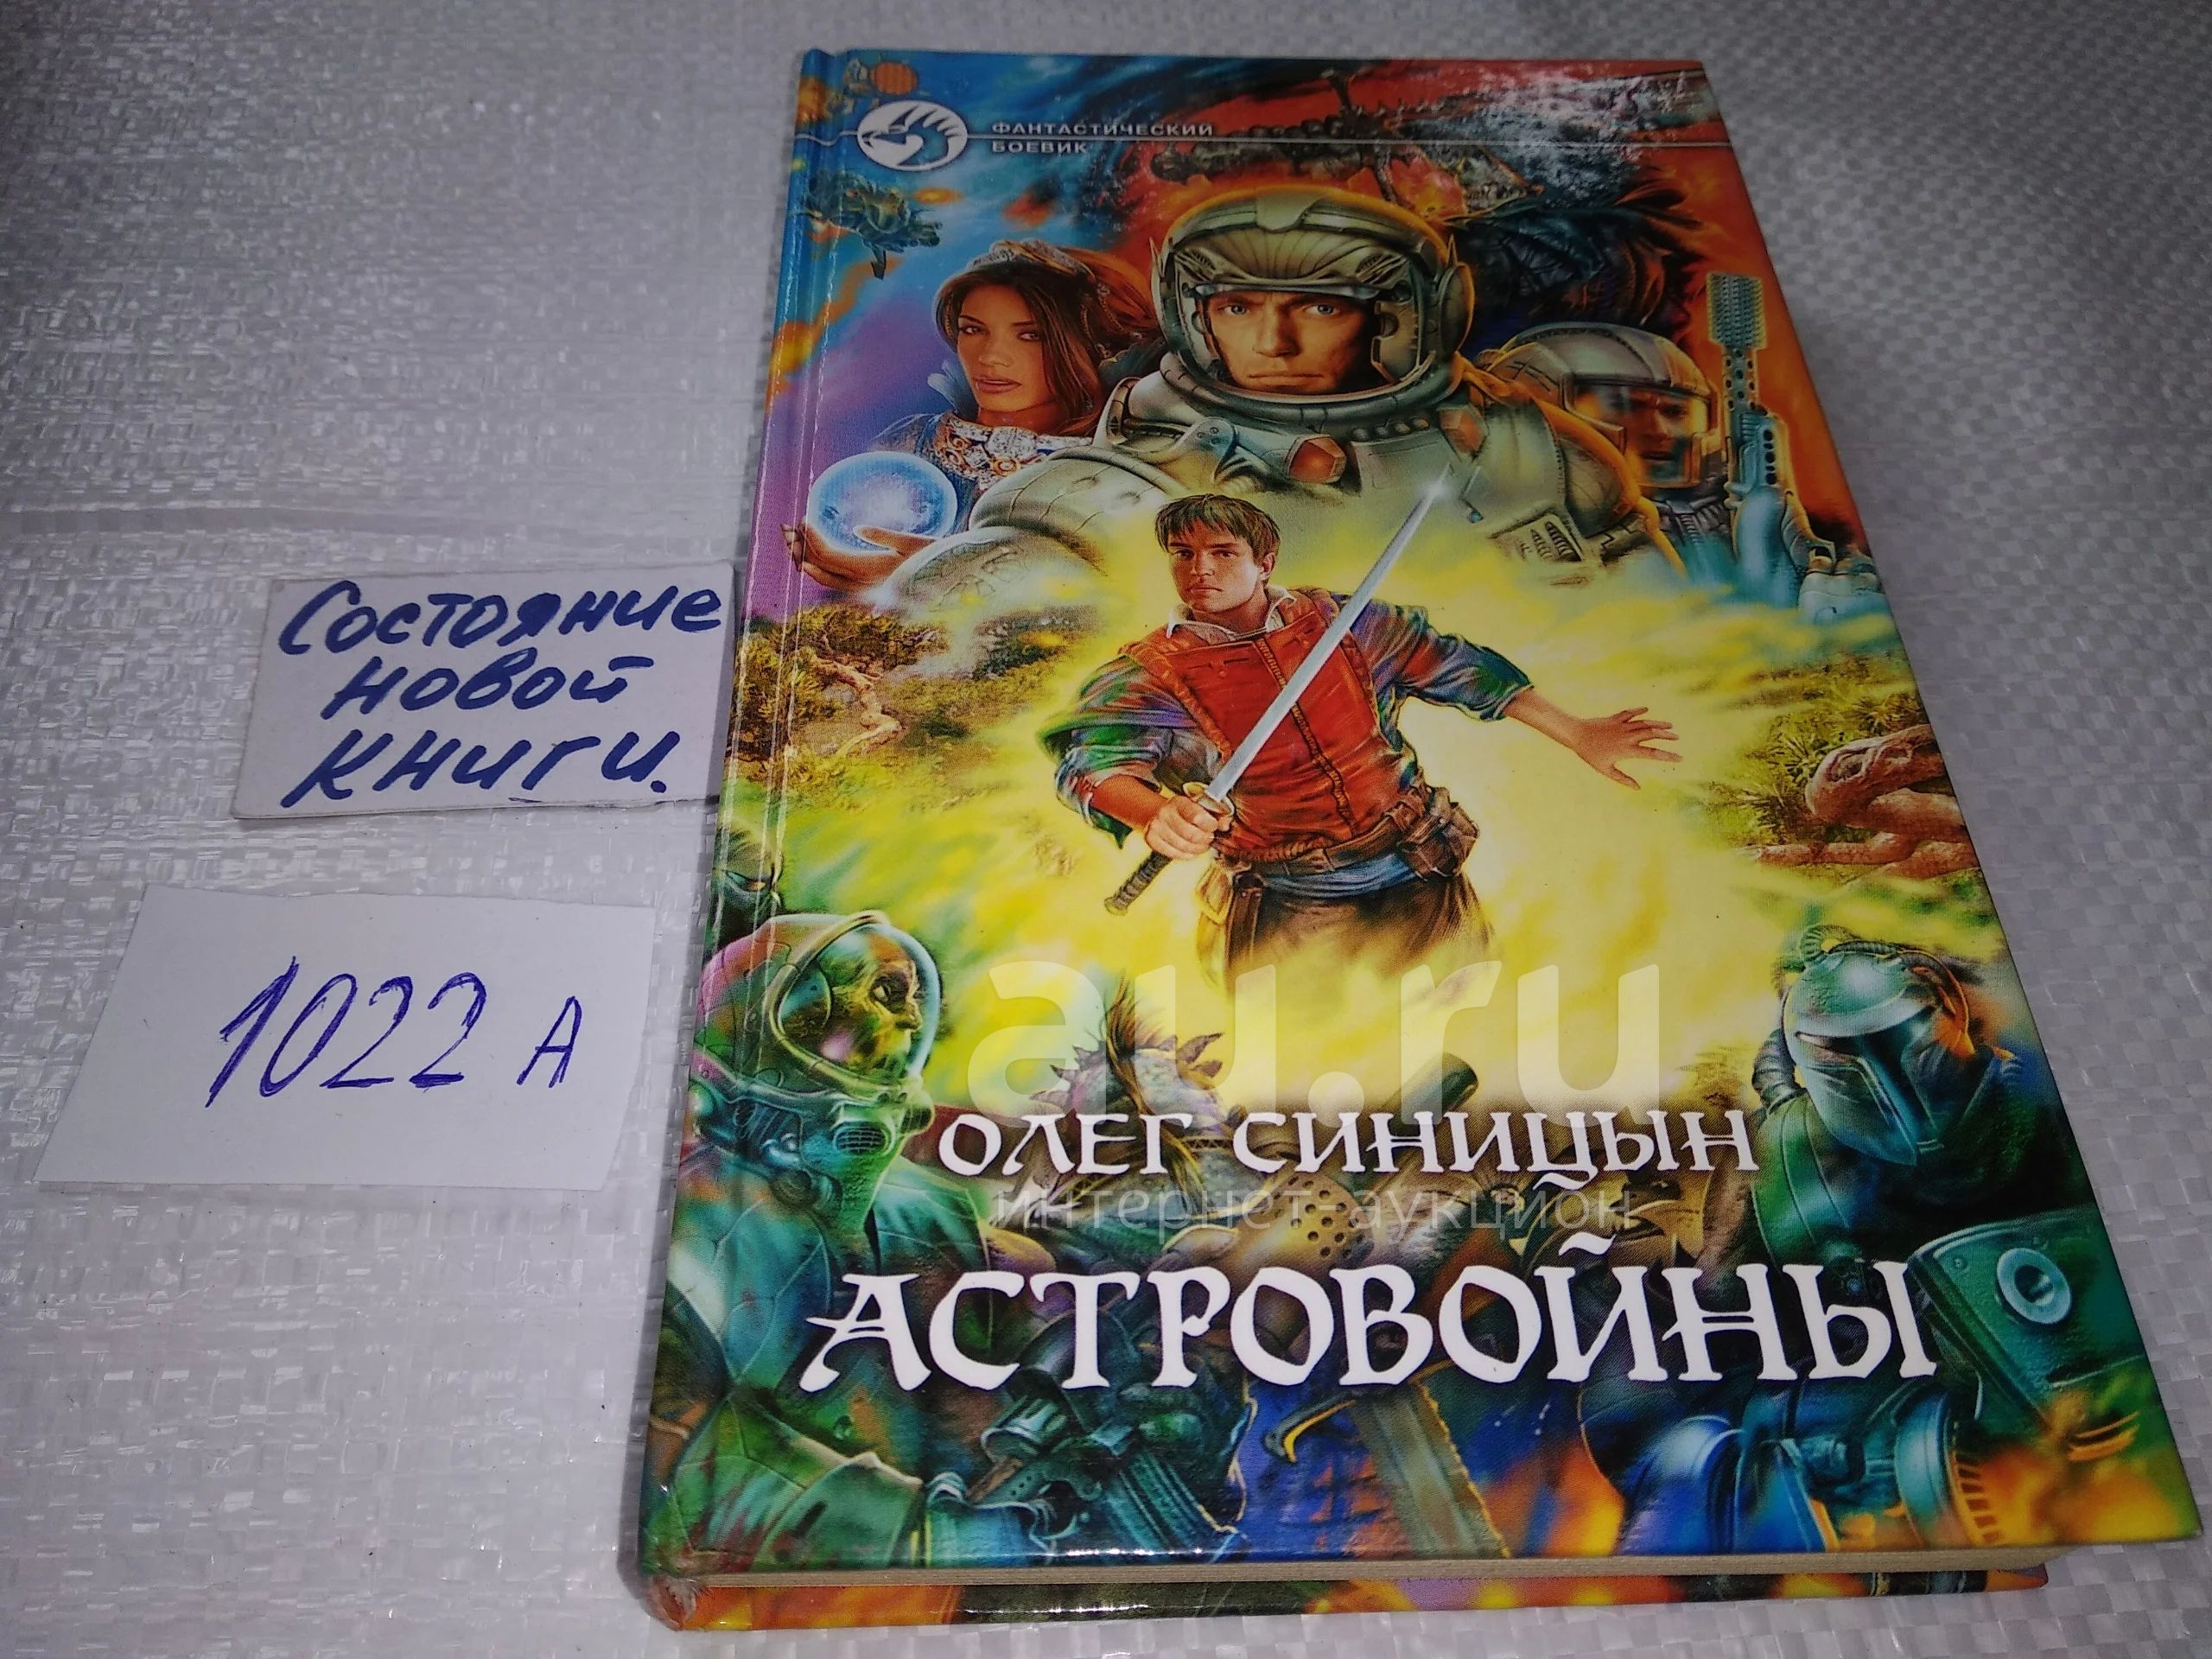 ФАНТАСТИЧЕСКИЙ
БОЕВИК
Состояние
новой
книги.
1022 А
au.ru
ОЛЕГ СИНИЦЫН
интернет-аукцион
АСТРОВОЙНЫ